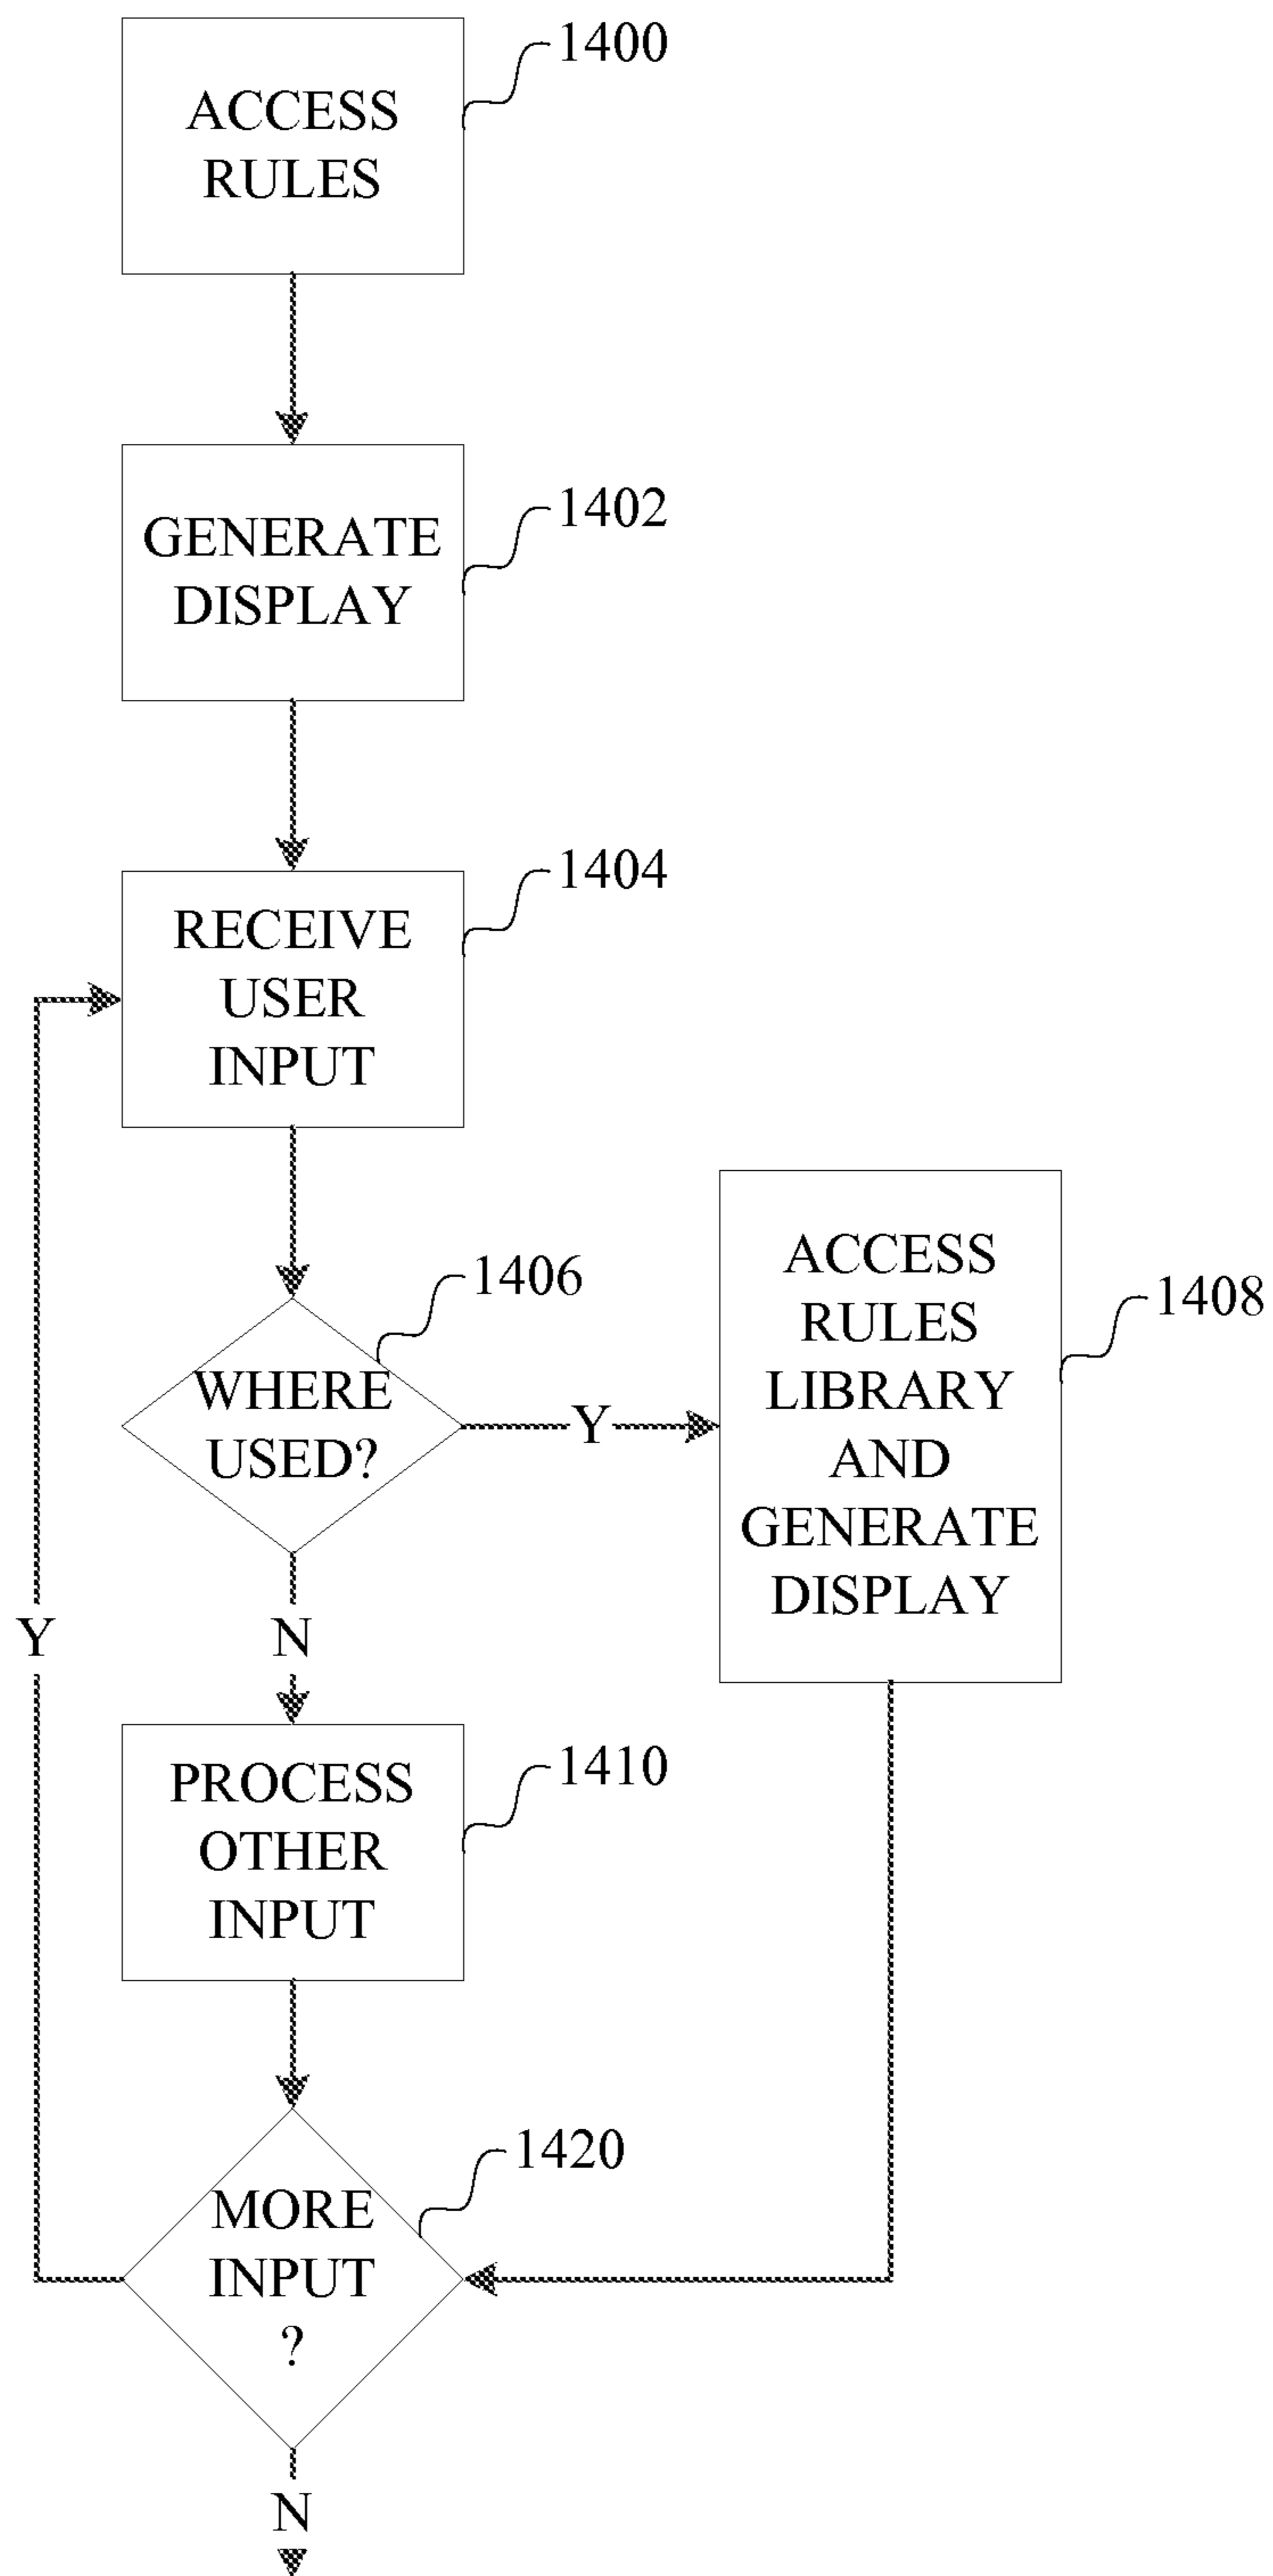 ACCESS
RULES
1400
GENERATE
DISPLAY
1402
RECEIVE
USER
INPUT
1404
WHERE
USED?
1406
Y
ACCESS
RULES
LIBRARY
AND
GENERATE
DISPLAY
1408
Y
N
PROCESS
OTHER
INPUT
1410
MORE
INPUT
?
1420
N